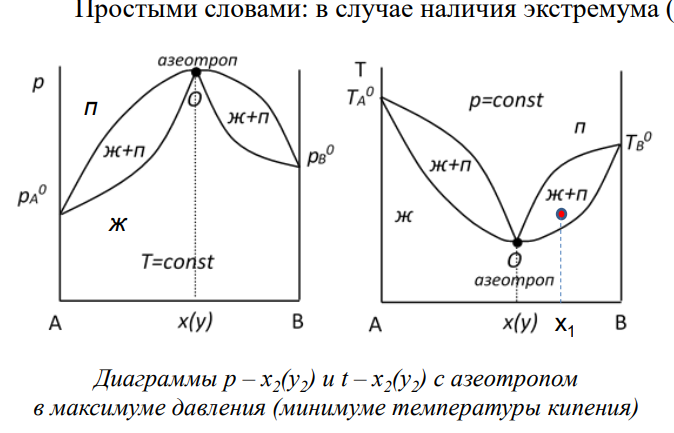 Простыми словами: в случае наличия экстремума (
азеотроп
p
п
О
ж+п
ж+п
pB0
pA0
ж
T=const
A
x(y)
B
T
TA0
p=const
п
TB0
ж+п
ж+п
ж
О
азеотроп
A
x(y)
X1
B
Диаграммы p – x2(y2) и t – x2(y2) с азеотропом
в максимуме давления (минимуме температуры кипения)